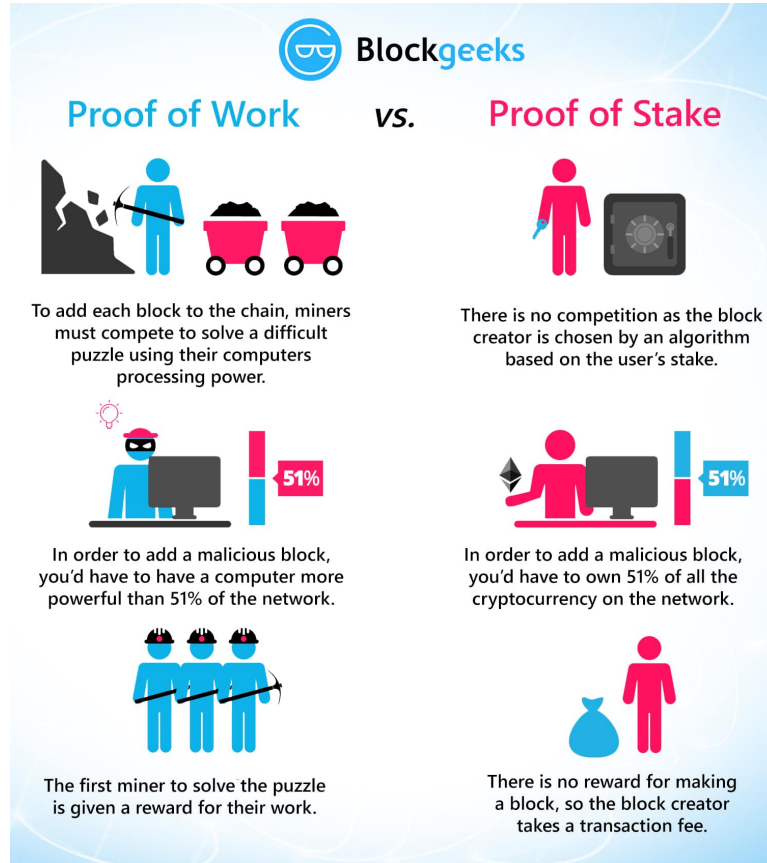 Blockgeeks
Proof of Work vs. Proof of Stake
To add each block to the chain, miners
must compete to solve a difficult
puzzle using their computers
processing power.
There is no competition as the block
creator is chosen by an algorithm
based on the user's stake.
51%
51%
In order to add a malicious block,
you'd have to have a computer more
powerful than 51% of the network.
In order to add a malicious block,
you'd have to own 51% of all the
cryptocurrency on the network.
The first miner to solve the puzzle
is given a reward for their work.
There is no reward for making
a block, so the block creator
takes a transaction fee.